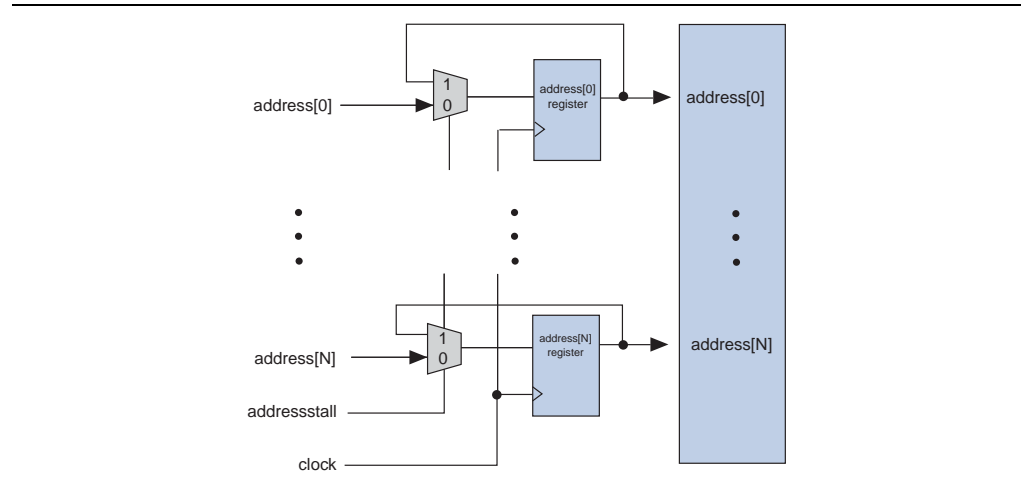 1
0
address[0]
address[0]
register
address[0]
1
0
address[N]
address[N]
register
address[N]
addressstall
clock